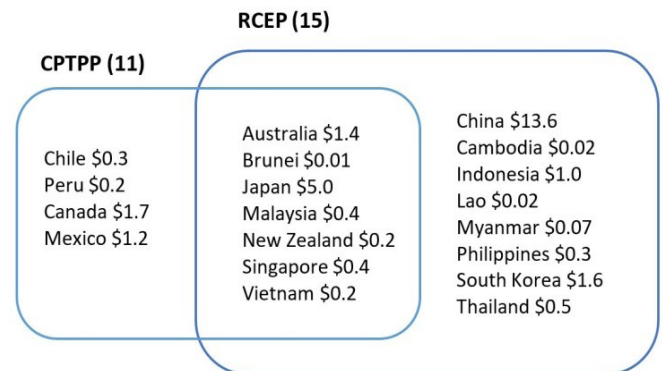 RCEP (15)
CPTPP (11)
Chile $0.3
Peru $0.2
Canada $1.7
Mexico $1.2
Australia $1.4
Brunei $0.01
Japan $5.0
Malaysia $0.4
New Zealand $0.2
Singapore $0.4
Vietnam $0.2
China $13.6
Cambodia $0.02
Indonesia $1.0
Lao $0.02
Myanmar $0.07
Philippines $0.3
South Korea $1.6
Thailand $0.5